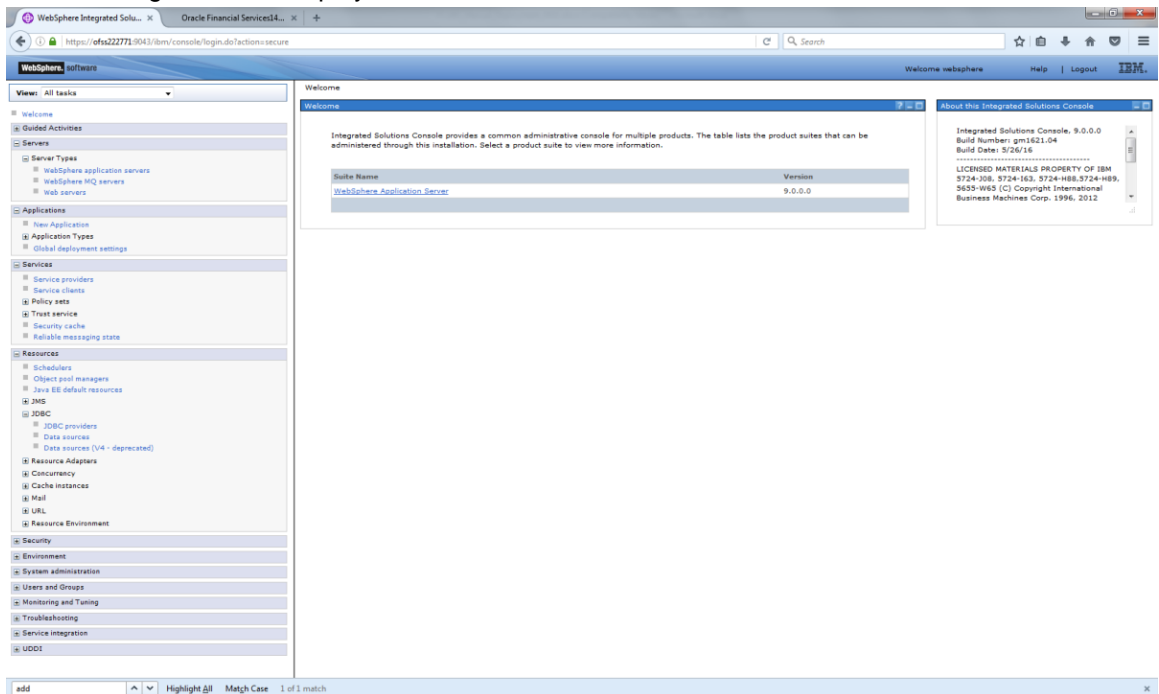 WebSphere Integrated Solu... ×
Oracle Financial Services14... ×
+
https://ofss222771:9043/ibm/console/login.do?action=secure
Search
WebSphere. software
Welcome websphere
Help | Logout
IBM.
View: All tasks
Welcome
Guided Activities
Servers
Server Types
WebSphere application servers
WebSphere MQ servers
Web servers
Applications
New Application
Application Types
Global deployment settings
Services
Service providers
Service clients
Policy sets
Trust service
Security cache
Reliable messaging state
Resources
Schedulers
Object pool managers
Java EE default resources
JMS
JDBC
JDBC providers
Data sources
Data sources (V4 - deprecated)
Resource Adapters
Concurrency
Cache instances
Mail
URL
Resource Environment
Security
Environment
System administration
Users and Groups
Monitoring and Tuning
Troubleshooting
Service integration
UDDI
Welcome
Welcome
Integrated Solutions Console provides a common administrative console for multiple products. The table lists the product suites that can be
administered through this installation. Select a product suite to view more information.
Suite Name Version
WebSphere Application Server 9.0.0.0
About this Integrated Solutions Console
Integrated Solutions Console, 9.0.0.0
Build Number: gm1621.04
Build Date: 5/26/16
----------------------------------------
LICENSED MATERIALS PROPERTY OF IBM
5724-J08, 5724-I63, 5724-H88,5724-H89,
5655-W65 (C) Copyright International
Business Machines Corp. 1996, 2012
add
Highlight All Match Case 1 of 1 match
×